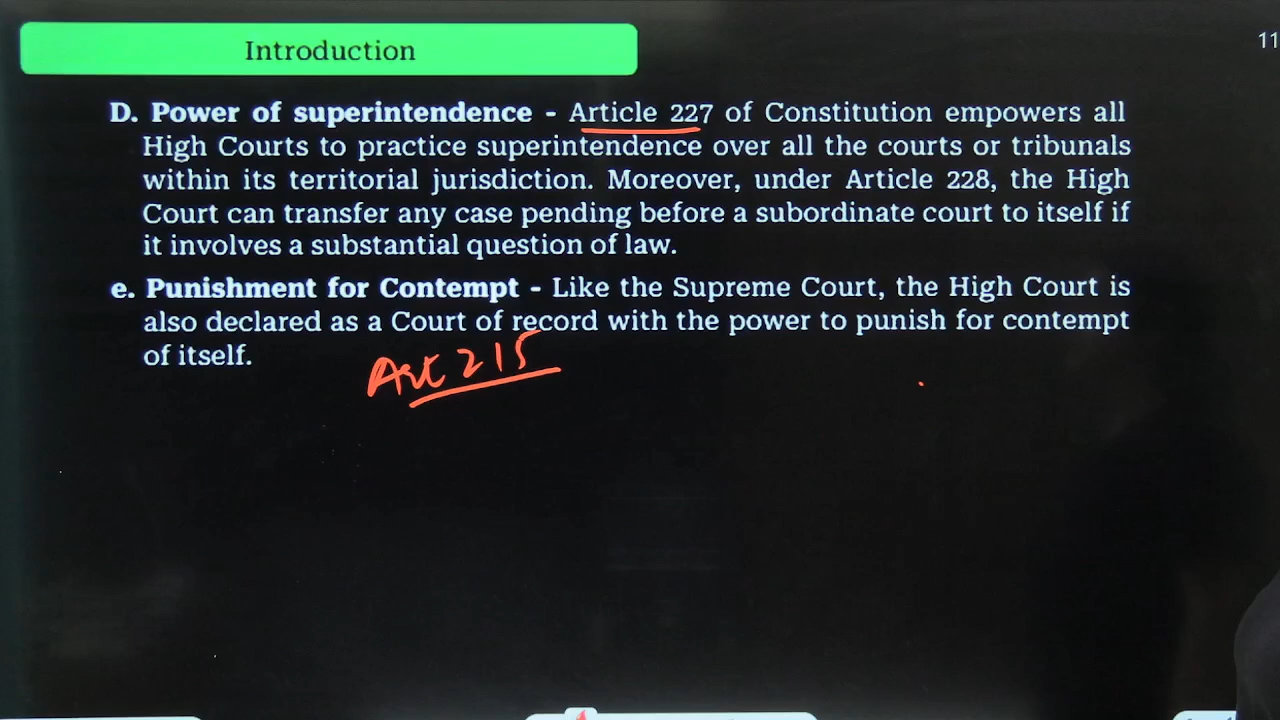 Introduction
11
D. Power of superintendence - Article 227 of Constitution empowers all
High Courts to practice superintendence over all the courts or tribunals
within its territorial jurisdiction. Moreover, under Article 228, the High
Court can transfer any case pending before a subordinate court to itself if
it involves a substantial question of law.
e. Punishment for Contempt - Like the Supreme Court, the High Court is
also declared as a Court of record with the power to punish for contempt
of itself.
Art 215